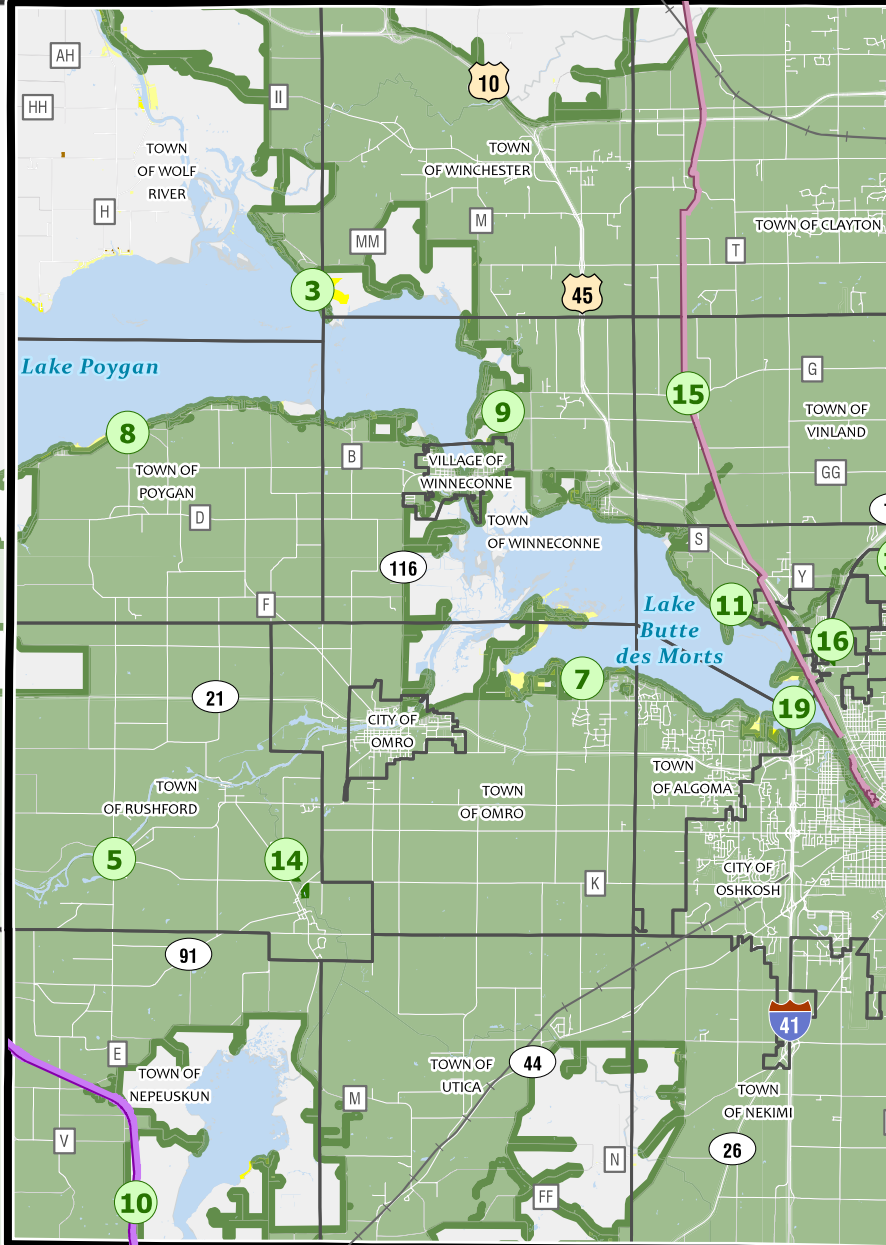 AH
10
II
HH
TOWN
OF WOLF
RIVER
TOWN
OF WINCHESTER
H
M
TOWN OF CLAYTON
MM
T
3
45
Lake Poygan
G
15
9
TOWN OF
VINLAND
8
B
VILLAGE OF
WINNECONNE
TOWN OF
POYGAN
GG
D
TOWN
OF WINNECONNE
S
116
Y
F
11
Lake
Butte
des Morts
16
7
21
19
CITY OF
OMRO
TOWN
OF RUSHFORD
TOWN
OF OMRO
TOWN
OF ALGOMA
5
14
K
CITY OF
OSHKOSH
91
41
E
TOWN OF
NEPEUSKUN
TOWN OF
UTICA
44
M
TOWN
OF NEKIMI
V
N
26
10
FF